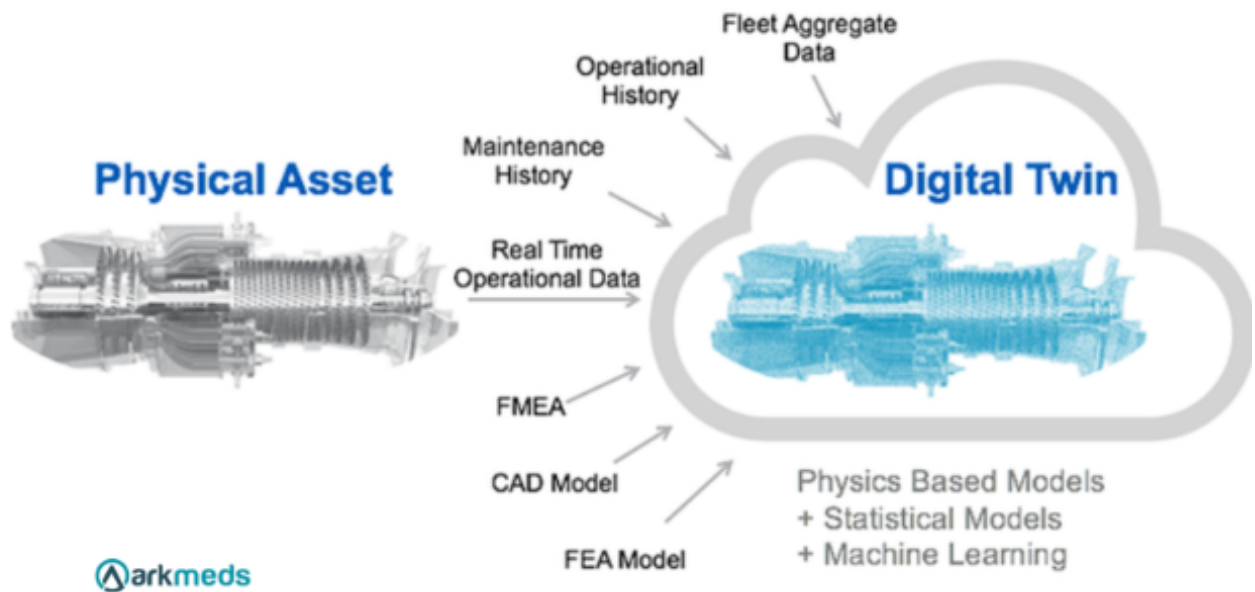 Fleet Aggregate
Data
Operational
History
Maintenance
History
Physical Asset
Digital Twin
Real Time
Operational Data
FMEA
CAD Model
FEA Model
Physics Based Models
+ Statistical Models
+ Machine Learning
arkmeds